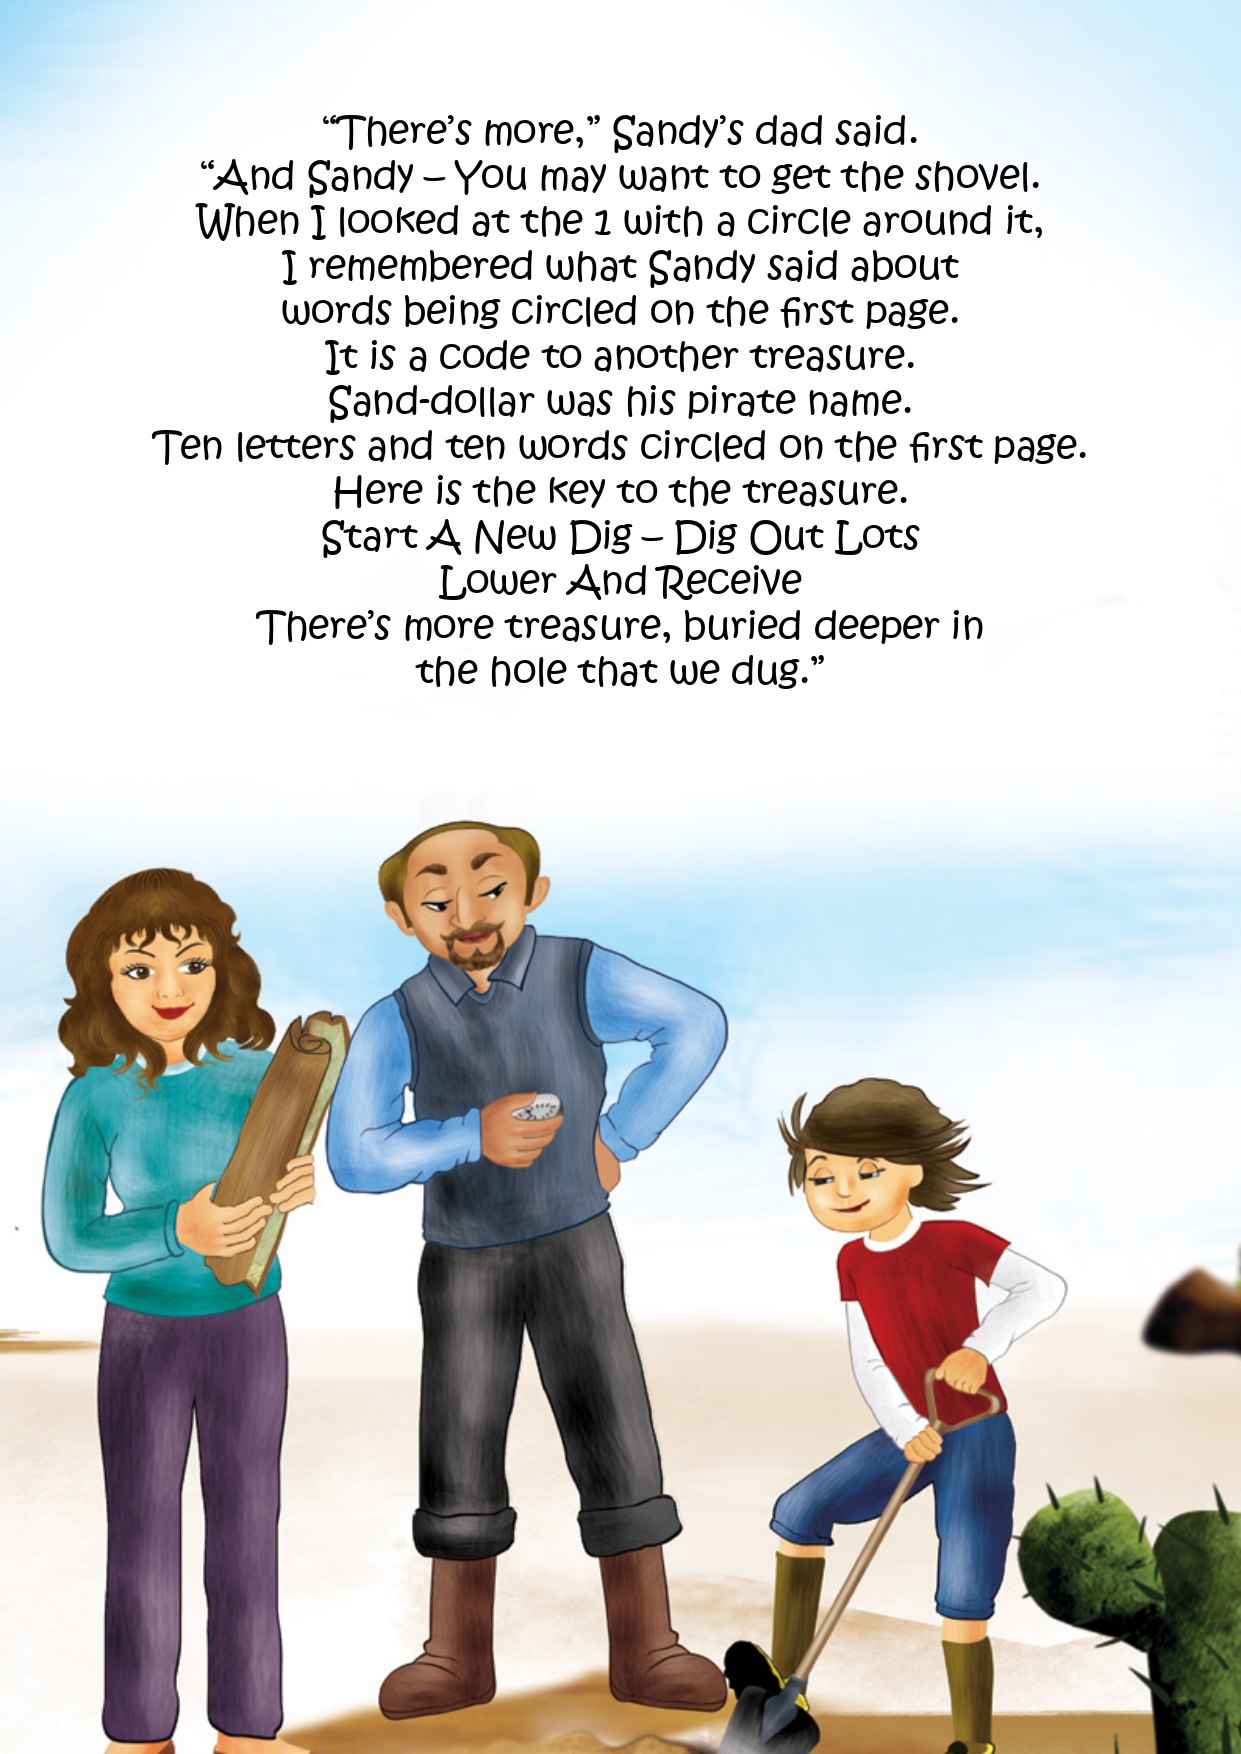 “There’s more,” Sandy’s dad said.
“And Sandy – You may want to get the shovel.
When I looked at the 1 with a circle around it,
I remembered what Sandy said about
words being circled on the first page.
It is a code to another treasure.
Sand-dollar was his pirate name.
Ten letters and ten words circled on the first page.
Here is the key to the treasure.
Start A New Dig – Dig Out Lots
Lower And Receive
There’s more treasure, buried deeper in
the hole that we dug.”